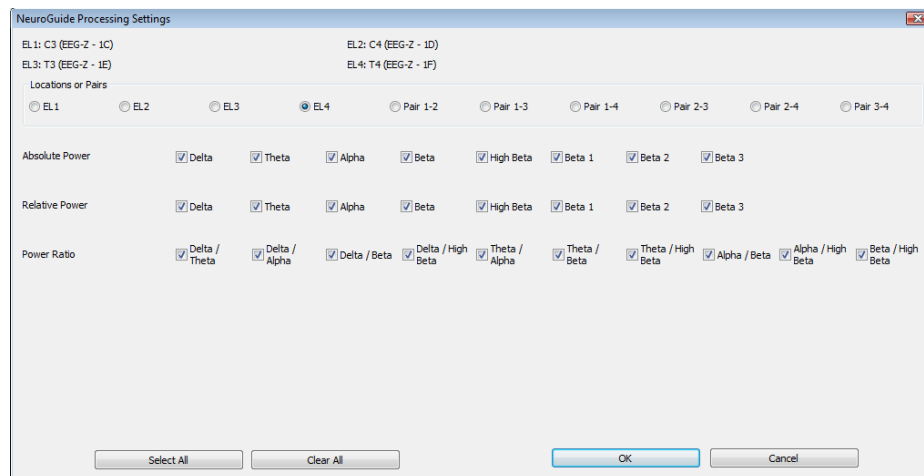 NeuroGuide Processing Settings
EL1: C3 (EEG-Z - 1C) EL2: C4 (EEG-Z - 1D)
EL3: T3 (EEG-Z - 1E) EL4: T4 (EEG-Z - 1F)
Locations or Pairs
EL1 EL2 EL3 EL4 Pair 1-2 Pair 1-3 Pair 1-4 Pair 2-3 Pair 2-4 Pair 3-4
Absolute Power Delta Theta Alpha Beta High Beta Beta 1 Beta 2 Beta 3
Relative Power Delta Theta Alpha Beta High Beta Beta 1 Beta 2 Beta 3
Power Ratio Delta / Theta Delta / Alpha Delta / Beta Delta / High Beta Theta / Alpha Theta / Beta Theta / High Beta Alpha / Beta Alpha / High Beta Beta / High Beta
Select All Clear All OK Cancel